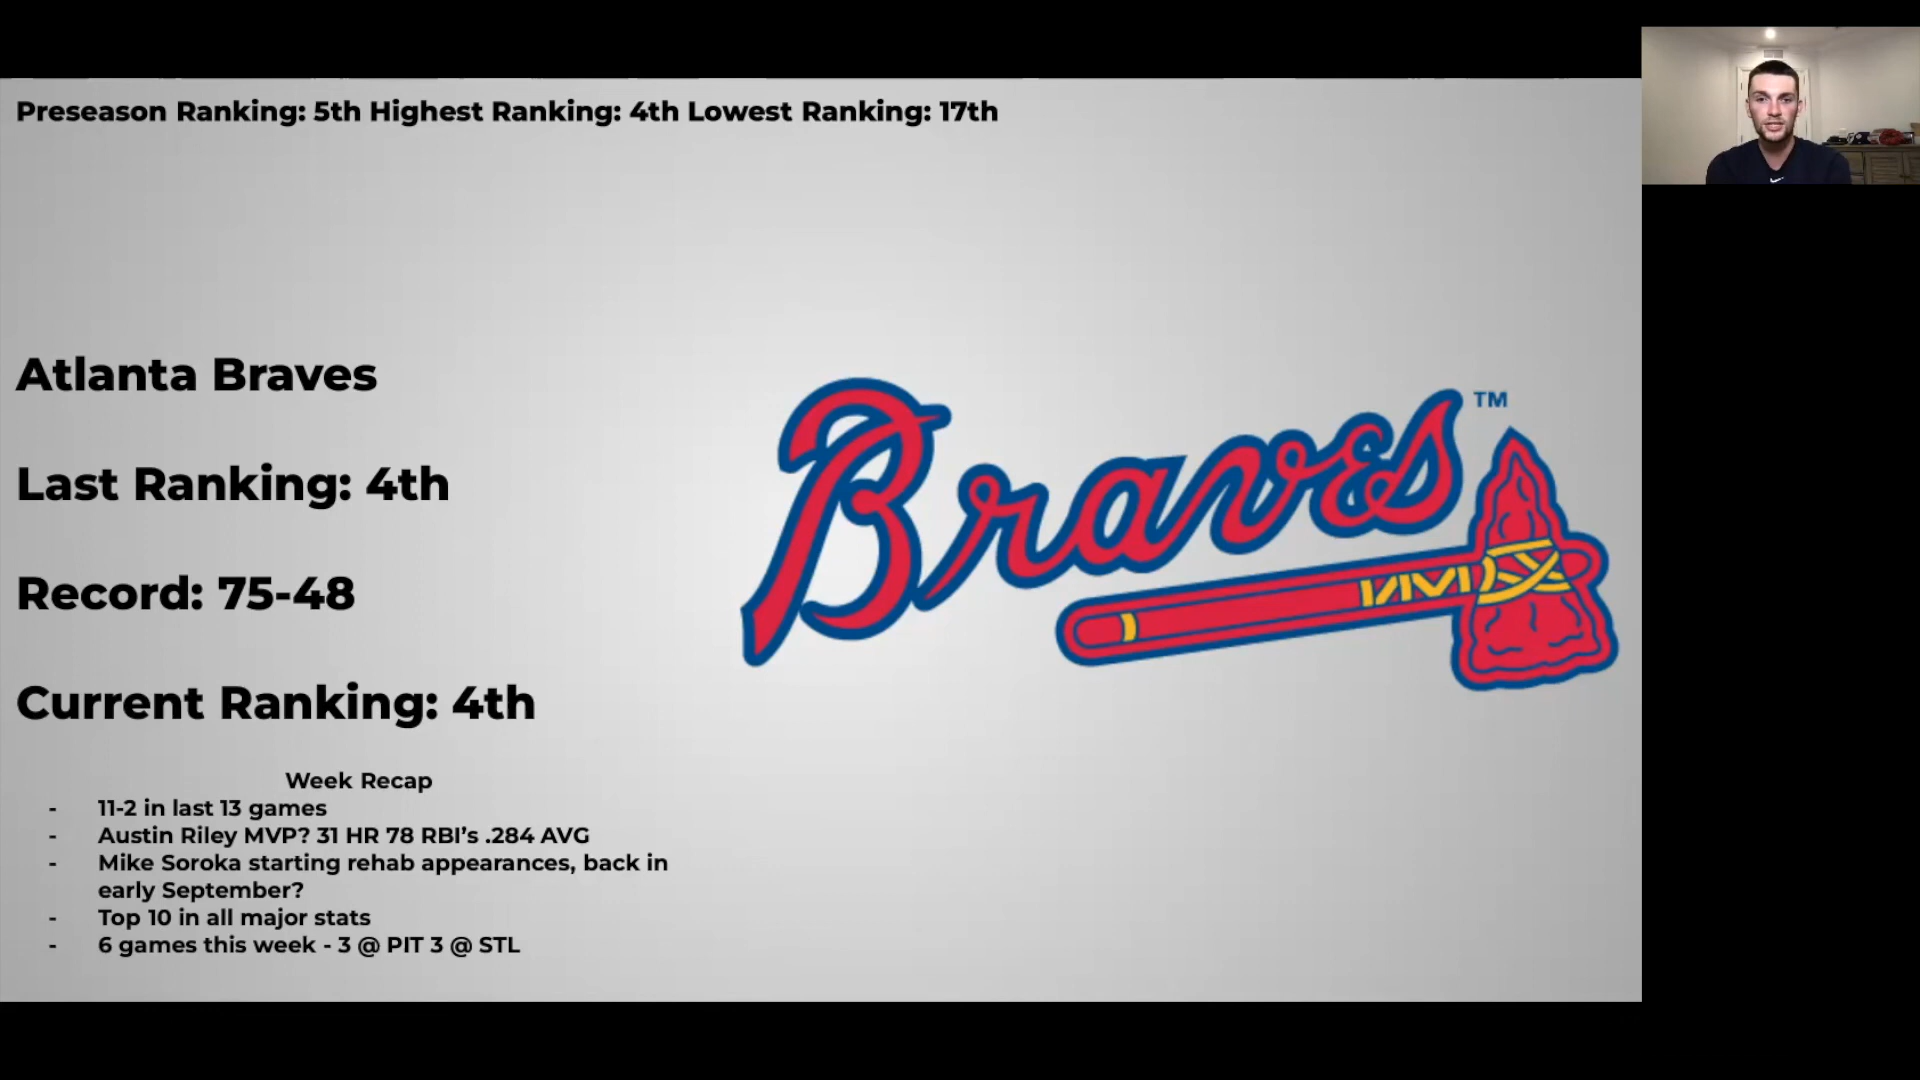 Preseason Ranking: 5th Highest Ranking: 4th Lowest Ranking: 17th
Atlanta Braves
Last Ranking: 4th
Record: 75-48
Current Ranking: 4th
Braves TM
Week Recap
- 11-2 in last 13 games
- Austin Riley MVP? 31 HR 78 RBI’s .284 AVG
- Mike Soroka starting rehab appearances, back in
early September?
- Top 10 in all major stats
- 6 games this week - 3 @ PIT 3 @ STL